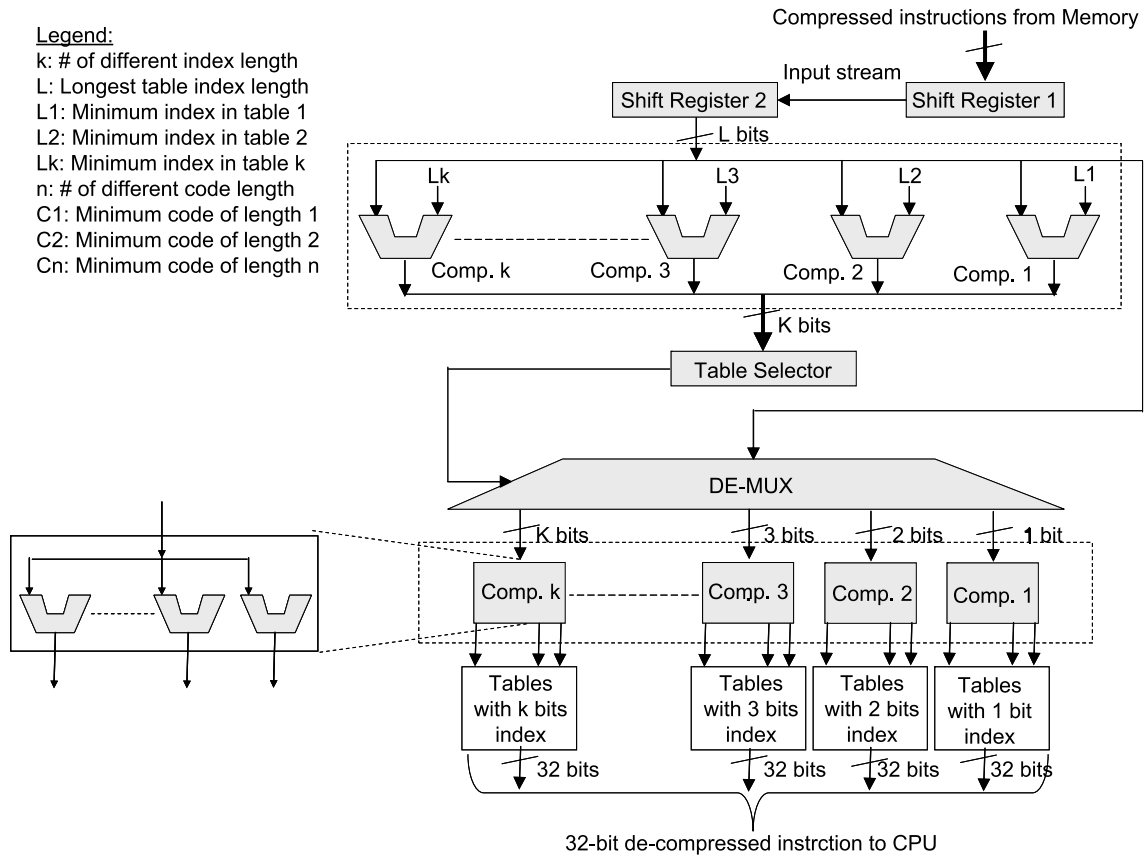 Compressed instructions from Memory
Legend:
k: # of different index length
L: Longest table index length
L1: Minimum index in table 1
L2: Minimum index in table 2
Lk: Minimum index in table k
n: # of different code length
C1: Minimum code of length 1
C2: Minimum code of length 2
Cn: Minimum code of length n
Input stream
Shift Register 2
Shift Register 1
L bits
Lk
L3
L2
L1
Comp. k
Comp. 3
Comp. 2
Comp. 1
K bits
Table Selector
DE-MUX
K bits
3 bits
2 bits
1 bit
Comp. k
Comp. 3
Comp. 2
Comp. 1
Tables with k bits index
Tables with 3 bits index
Tables with 2 bits index
Tables with 1 bit index
32 bits
32 bits
32 bits
32 bits
32-bit de-compressed instrction to CPU